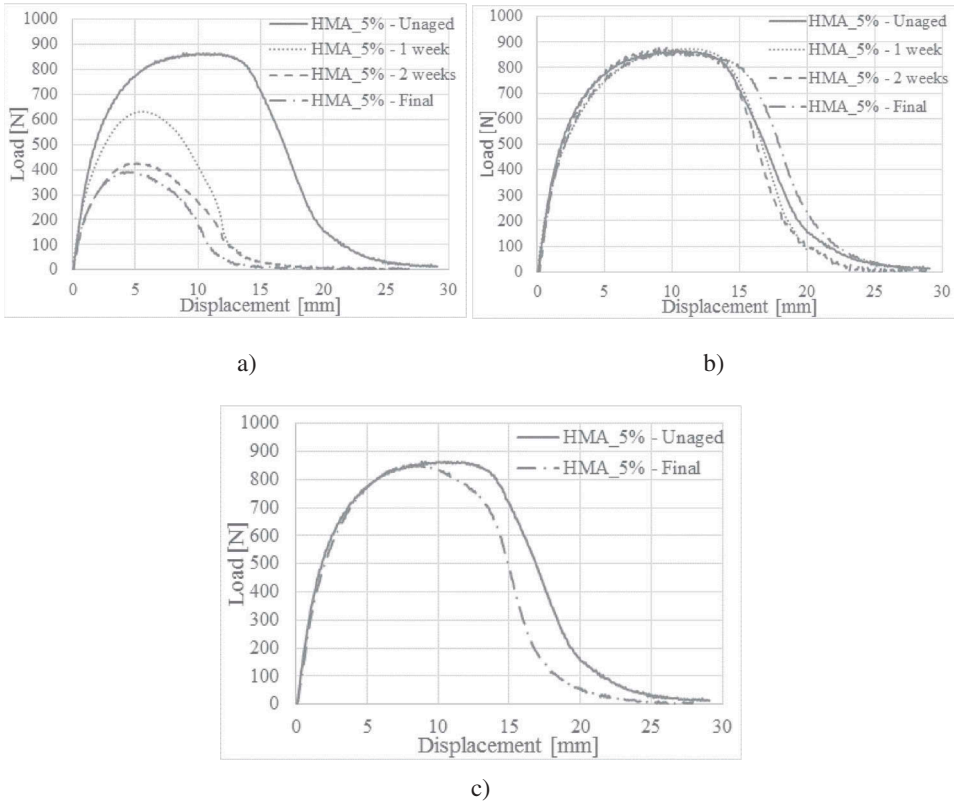 1000
900
800
700
600
500
400
300
200
100
0
Load [N]
0 5 10 15 20 25 30
Displacement [mm]
HMA_5% - Unaged
HMA_5% - 1 week
HMA_5% - 2 weeks
HMA_5% - Final
a)
1000
900
800
700
600
500
400
300
200
100
0
Load [N]
0 5 10 15 20 25 30
Displacement [mm]
HMA_5% - Unaged
HMA_5% - 1 week
HMA_5% - 2 weeks
HMA_5% - Final
b)
1000
900
800
700
600
500
400
300
200
100
0
Load [N]
0 5 10 15 20 25 30
Displacement [mm]
HMA_5% - Unaged
HMA_5% - Final
c)